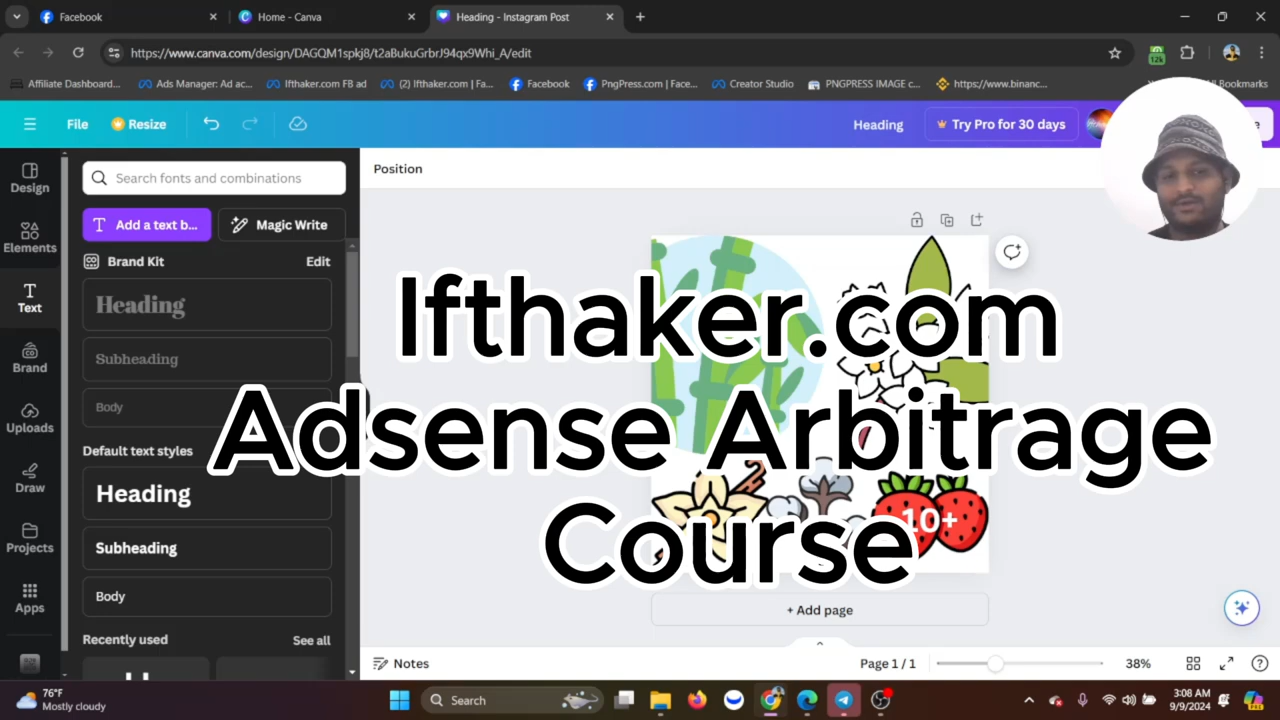 Facebook
Home - Canva
Heading - Instagram Post
https://www.canva.com/design/DAGQM1spkj8/t2aBukuGrbrJ94qx9Whi_A/edit
Affiliate Dashboard...
Ads Manager: Ad ac...
Ifthaker.com FB ad
(2) Ifthaker.com | Fa...
Facebook
PngPress.com | Face...
Creator Studio
PNGPRESS IMAGE c...
https://www.binanc...
Bookmarks
12k
File
Resize
Heading
Try Pro for 30 days
Design
Elements
Text
Brand
Uploads
Draw
Projects
Apps
Search fonts and combinations
Add a text b...
Magic Write
Brand Kit
Edit
Heading
Subheading
Body
Default text styles
Heading
Subheading
Body
Recently used
See all
Position
Ifthaker.com
Adsense Arbitrage
Course
10+
+ Add page
Notes
Page 1 / 1
38%
76°F
Mostly cloudy
Search
3:08 AM
9/9/2024